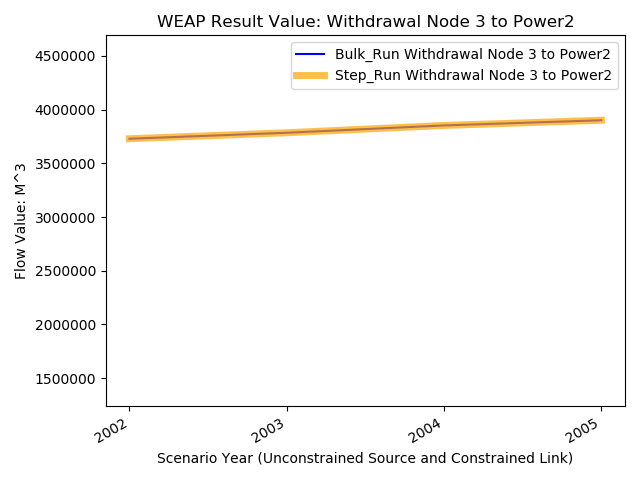 WEAP Result Value: Withdrawal Node 3 to Power2
Bulk_Run Withdrawal Node 3 to Power2
Step_Run Withdrawal Node 3 to Power2
Flow Value: M^3
4500000
4000000
3500000
3000000
2500000
2000000
1500000
2002
2003
2004
2005
Scenario Year (Unconstrained Source and Constrained Link)